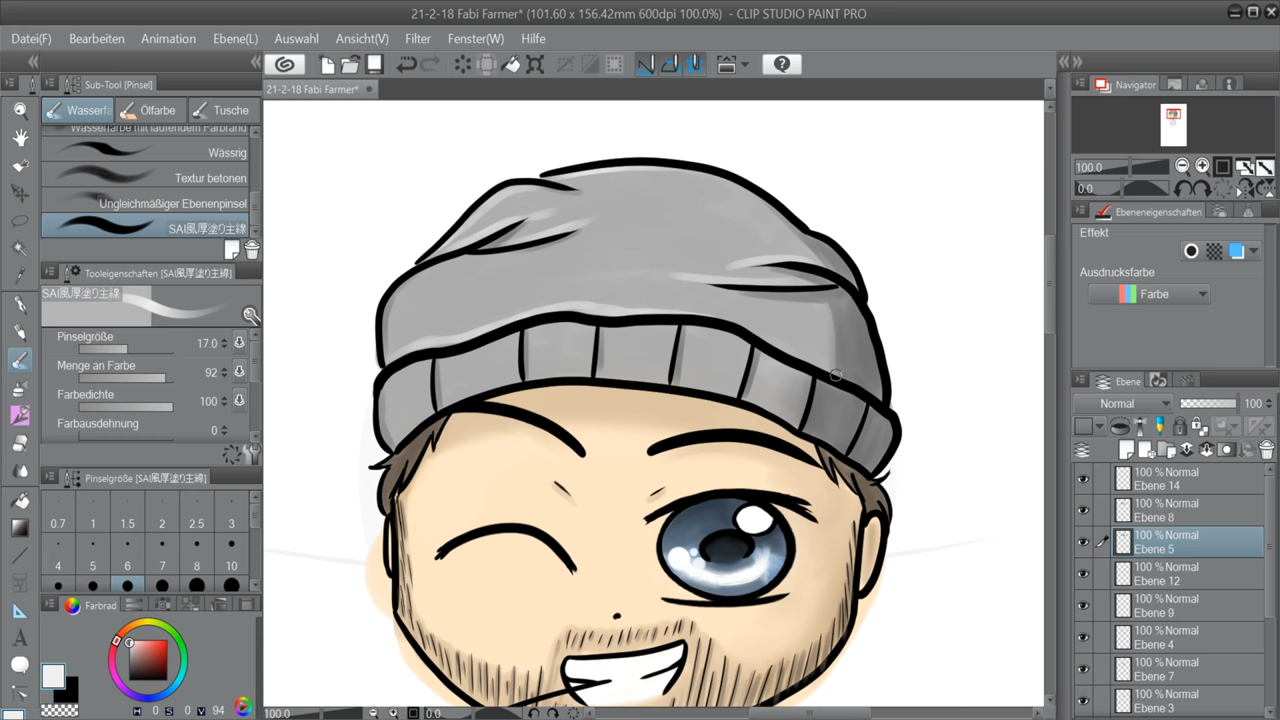 21-2-18 Fabi Farmer* (101.60 x 156.42mm 600dpi 100.0%) - CLIP STUDIO PAINT PRO
Datei(F) Bearbeiten Animation Ebene(L) Auswahl Ansicht(V) Filter Fenster(W) Hilfe
Sub-Tool [Pinsel]
21-2-18 Fabi Farmer*
Navigator
Wasserfa Ölfarbe Tusche
Wasserfarbe mit laufendem Farbrand
Wässrig
Textur betonen
Ungleichmäßiger Ebenenpinsel
SAI風厚塗り主線
Tooleigenschaften [SAI風厚塗り主線]
SAI風厚塗り主線
Pinselgröße 17.0
Menge an Farbe 92
Farbedichte 100
Farbausdehnung 0
Pinselgröße [SAI風厚塗り主線]
0.7 1 1.5 2 2.5 3
4 5 6 7 8 10
Farbrad
H 0 S 0 V 94
100.0 0.0
100.0
0.0
Ebeneneigenschaften
Effekt
Ausdrucksfarbe
Farbe
Ebene
Normal 100
100 % Normal
Ebene 14
100 % Normal
Ebene 8
100 % Normal
Ebene 5
100 % Normal
Ebene 12
100 % Normal
Ebene 9
100 % Normal
Ebene 4
100 % Normal
Ebene 7
100 % Normal
Ebene 3